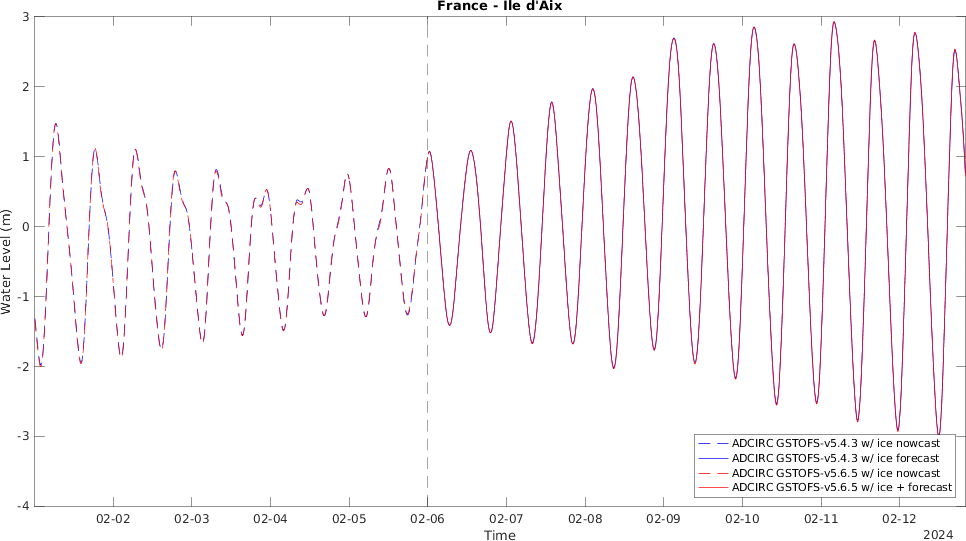 France - Ile d'Aix
3
2
1
0
-1
-2
-3
-4
Water Level (m)
ADCIRC GSTOFS-v5.4.3 w/ ice nowcast
ADCIRC GSTOFS-v5.4.3 w/ ice forecast
ADCIRC GSTOFS-v5.6.5 w/ ice nowcast
ADCIRC GSTOFS-v5.6.5 w/ ice + forecast
02-02 02-03 02-04 02-05 02-06 02-07 02-08 02-09 02-10 02-11 02-12
Time
2024